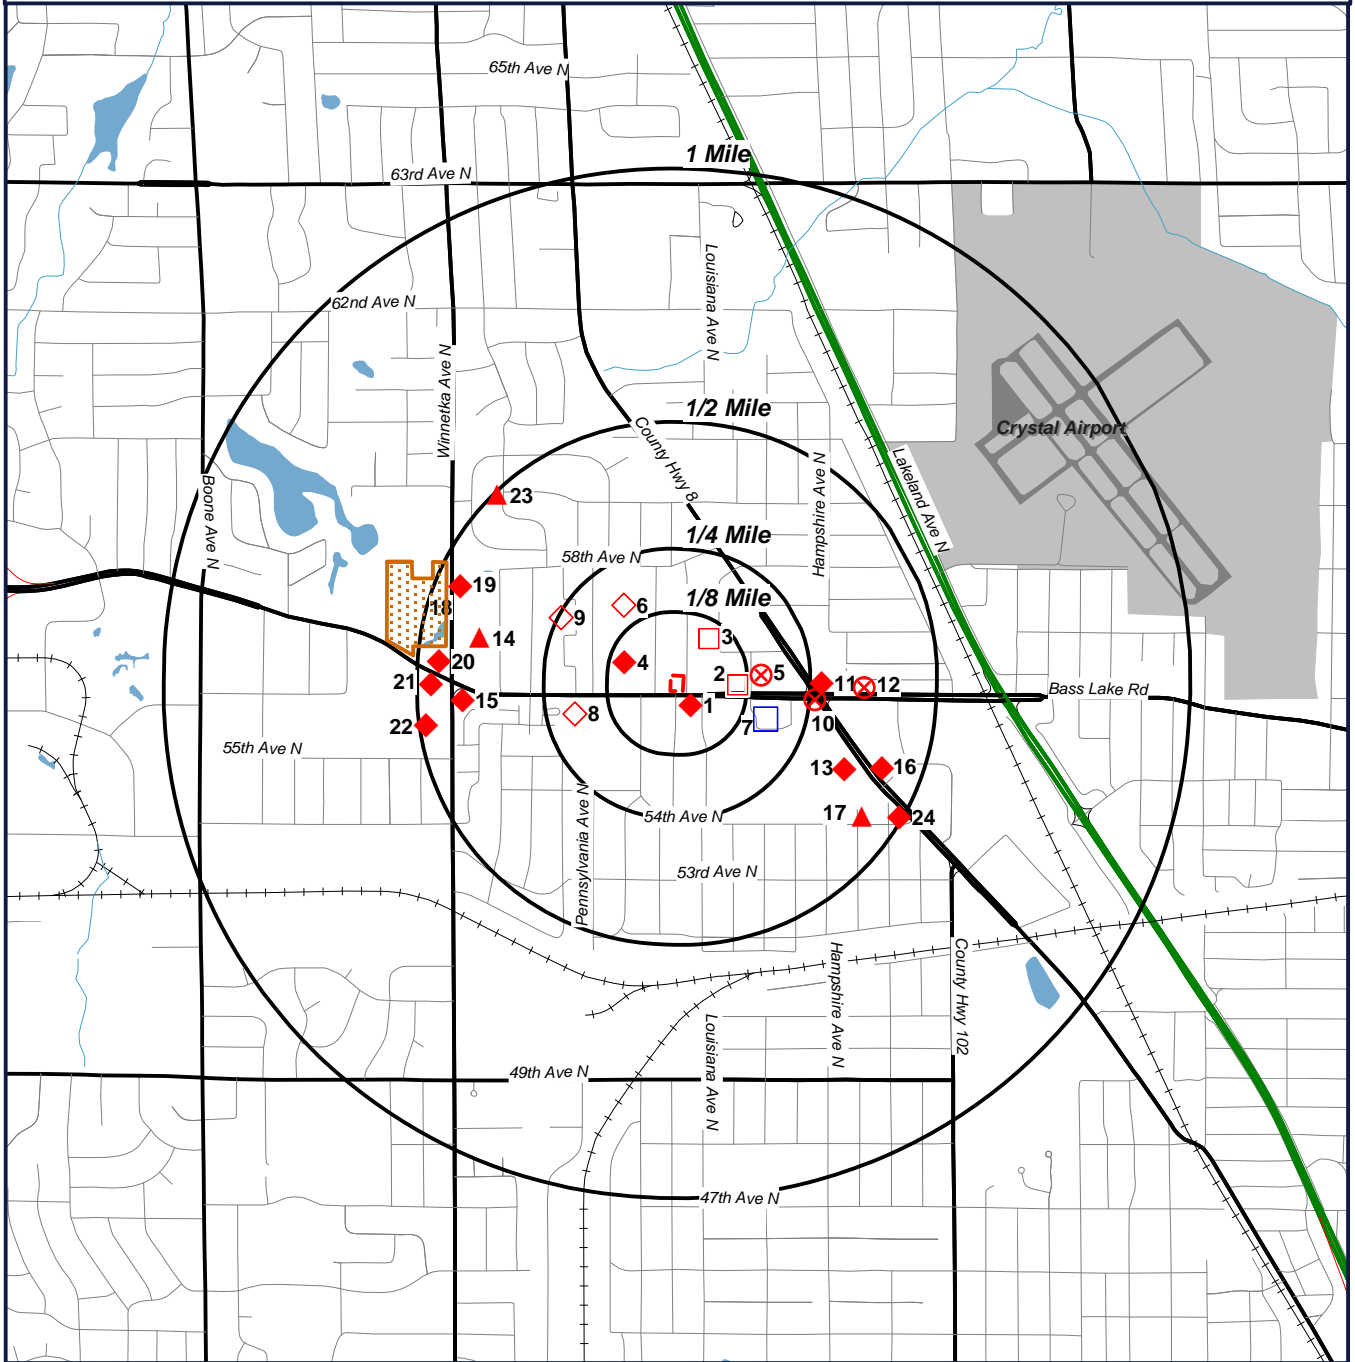 65th Ave N
1 Mile
63rd Ave N
Louisiana Ave N
62nd Ave N
Winnetka Ave N
1/2 Mile
County Hwy 8
Crystal Airport
Hampshire Ave N
Lakeland Ave N
Boone Ave N
23
1/4 Mile
58th Ave N
19
1/8 Mile
18
6
9
14
3
20
4
2
5
21
11
12
Bass Lake Rd
15
1
8
7
10
22
55th Ave N
13
16
Pennsylvania Ave N
54th Ave N
17
24
53rd Ave N
Hampshire Ave N
County Hwy 102
Louisiana Ave N
49th Ave N
47th Ave N